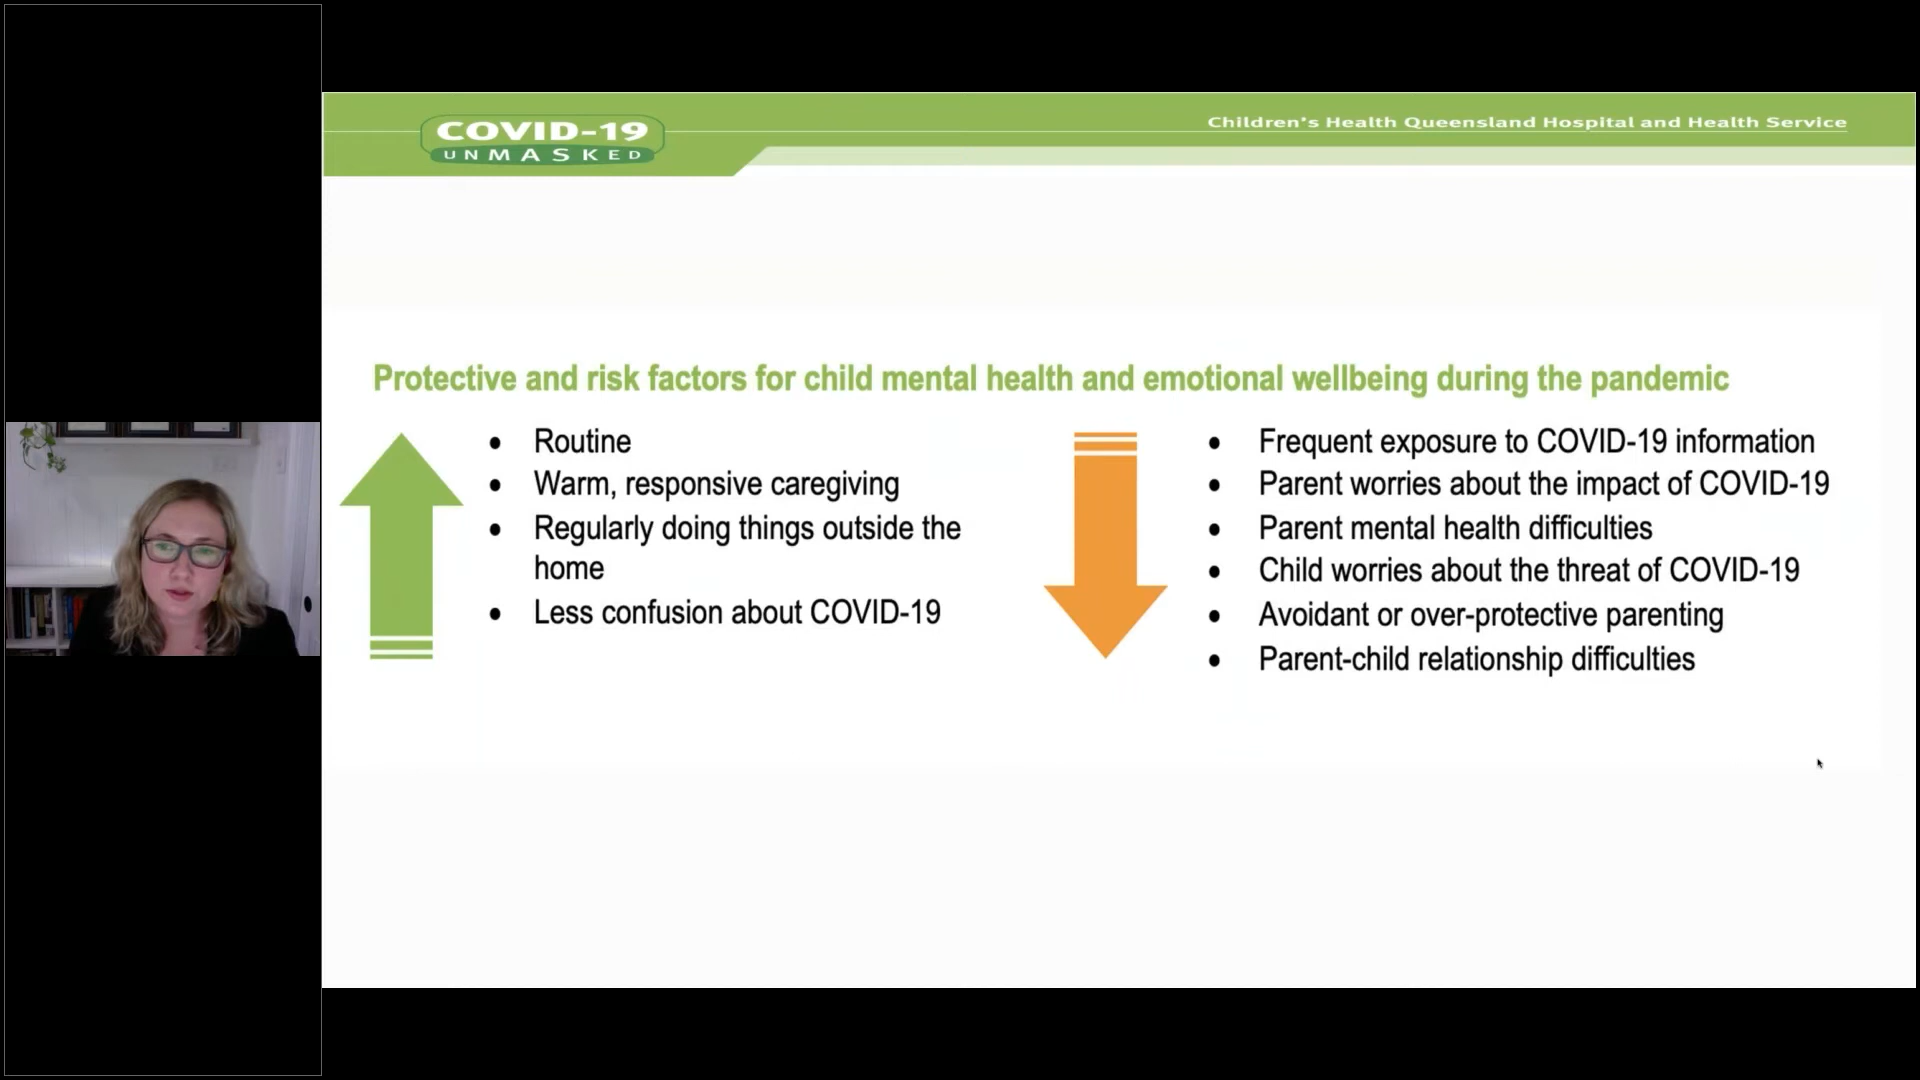 COVID-19
UNMASKED
Children's Health Queensland Hospital and Health Service
Protective and risk factors for child mental health and emotional wellbeing during the pandemic
• Routine
• Warm, responsive caregiving
• Regularly doing things outside the
home
• Less confusion about COVID-19
• Frequent exposure to COVID-19 information
• Parent worries about the impact of COVID-19
• Parent mental health difficulties
• Child worries about the threat of COVID-19
• Avoidant or over-protective parenting
• Parent-child relationship difficulties